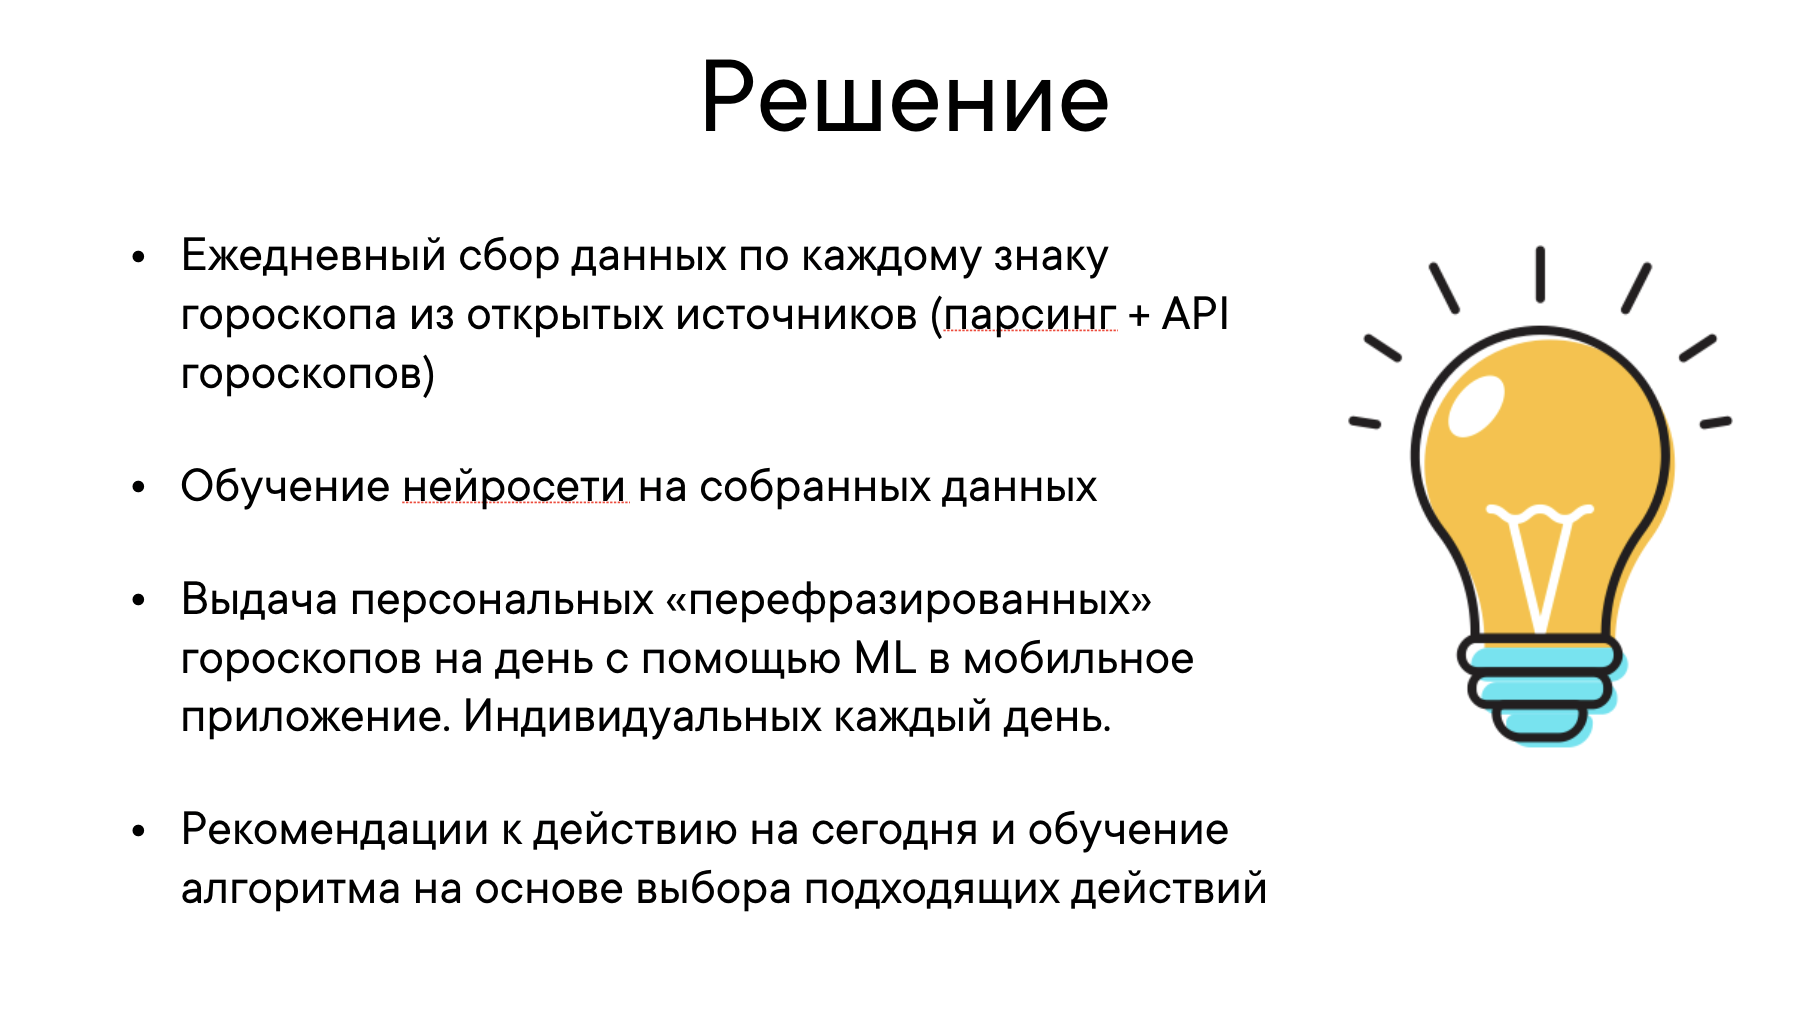 Решение
• Ежедневный сбор данных по каждому знаку
гороскопа из открытых источников (парсинг + API
гороскопов)
• Обучение нейросети на собранных данных
• Выдача персональных «перефразированных»
гороскопов на день с помощью ML в мобильное
приложение. Индивидуальных каждый день.
• Рекомендации к действию на сегодня и обучение
алгоритма на основе выбора подходящих действий